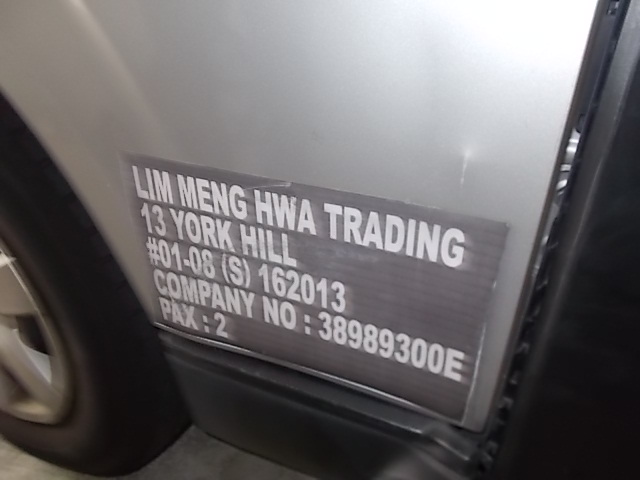 LIM MENG HWA TRADING
13 YORK HILL
#01-08 (S) 162013
COMPANY NO : 38989300E
PAX : 2